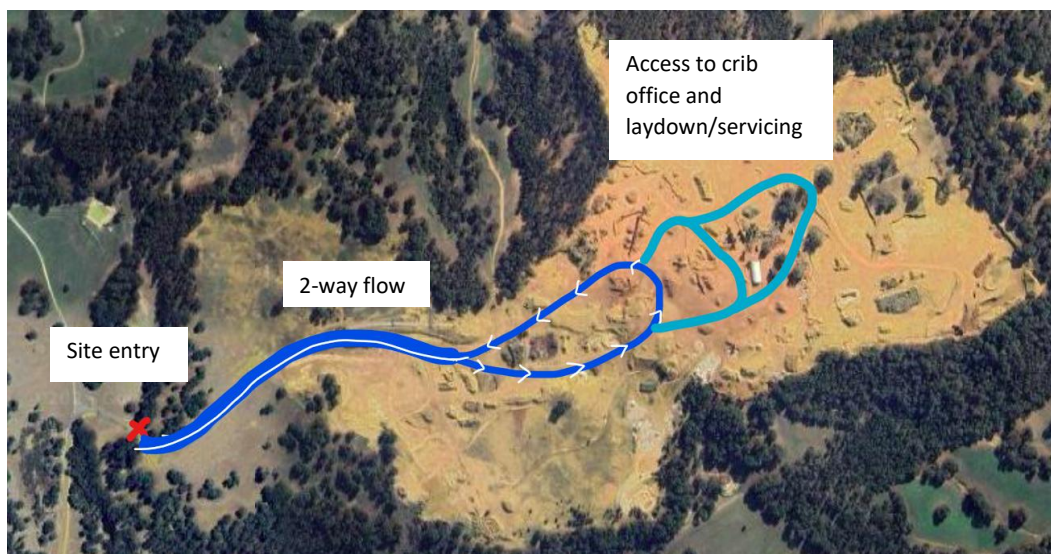 Access to crib
office and
laydown/servicing
2-way flow
Site entry